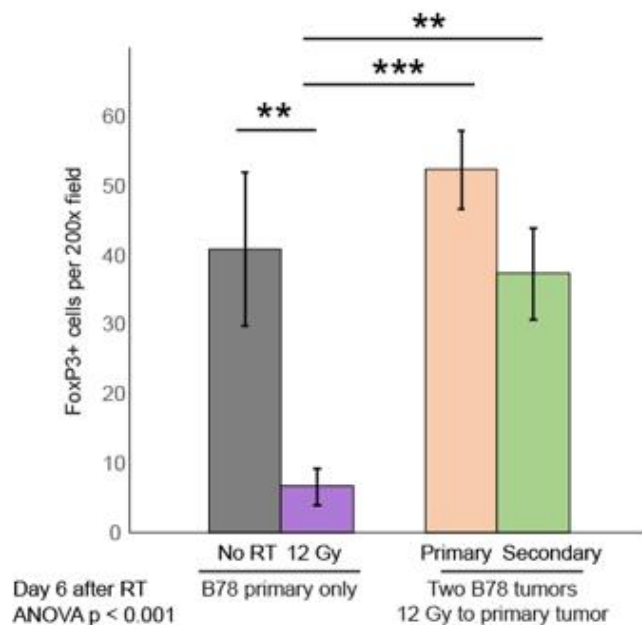 **
***
**
60
50
40
30
20
10
0
FoxP3+ cells per 200x field
No RT 12 Gy
Primary Secondary
B78 primary only
Two B78 tumors
12 Gy to primary tumor
Day 6 after RT
ANOVA p < 0.001